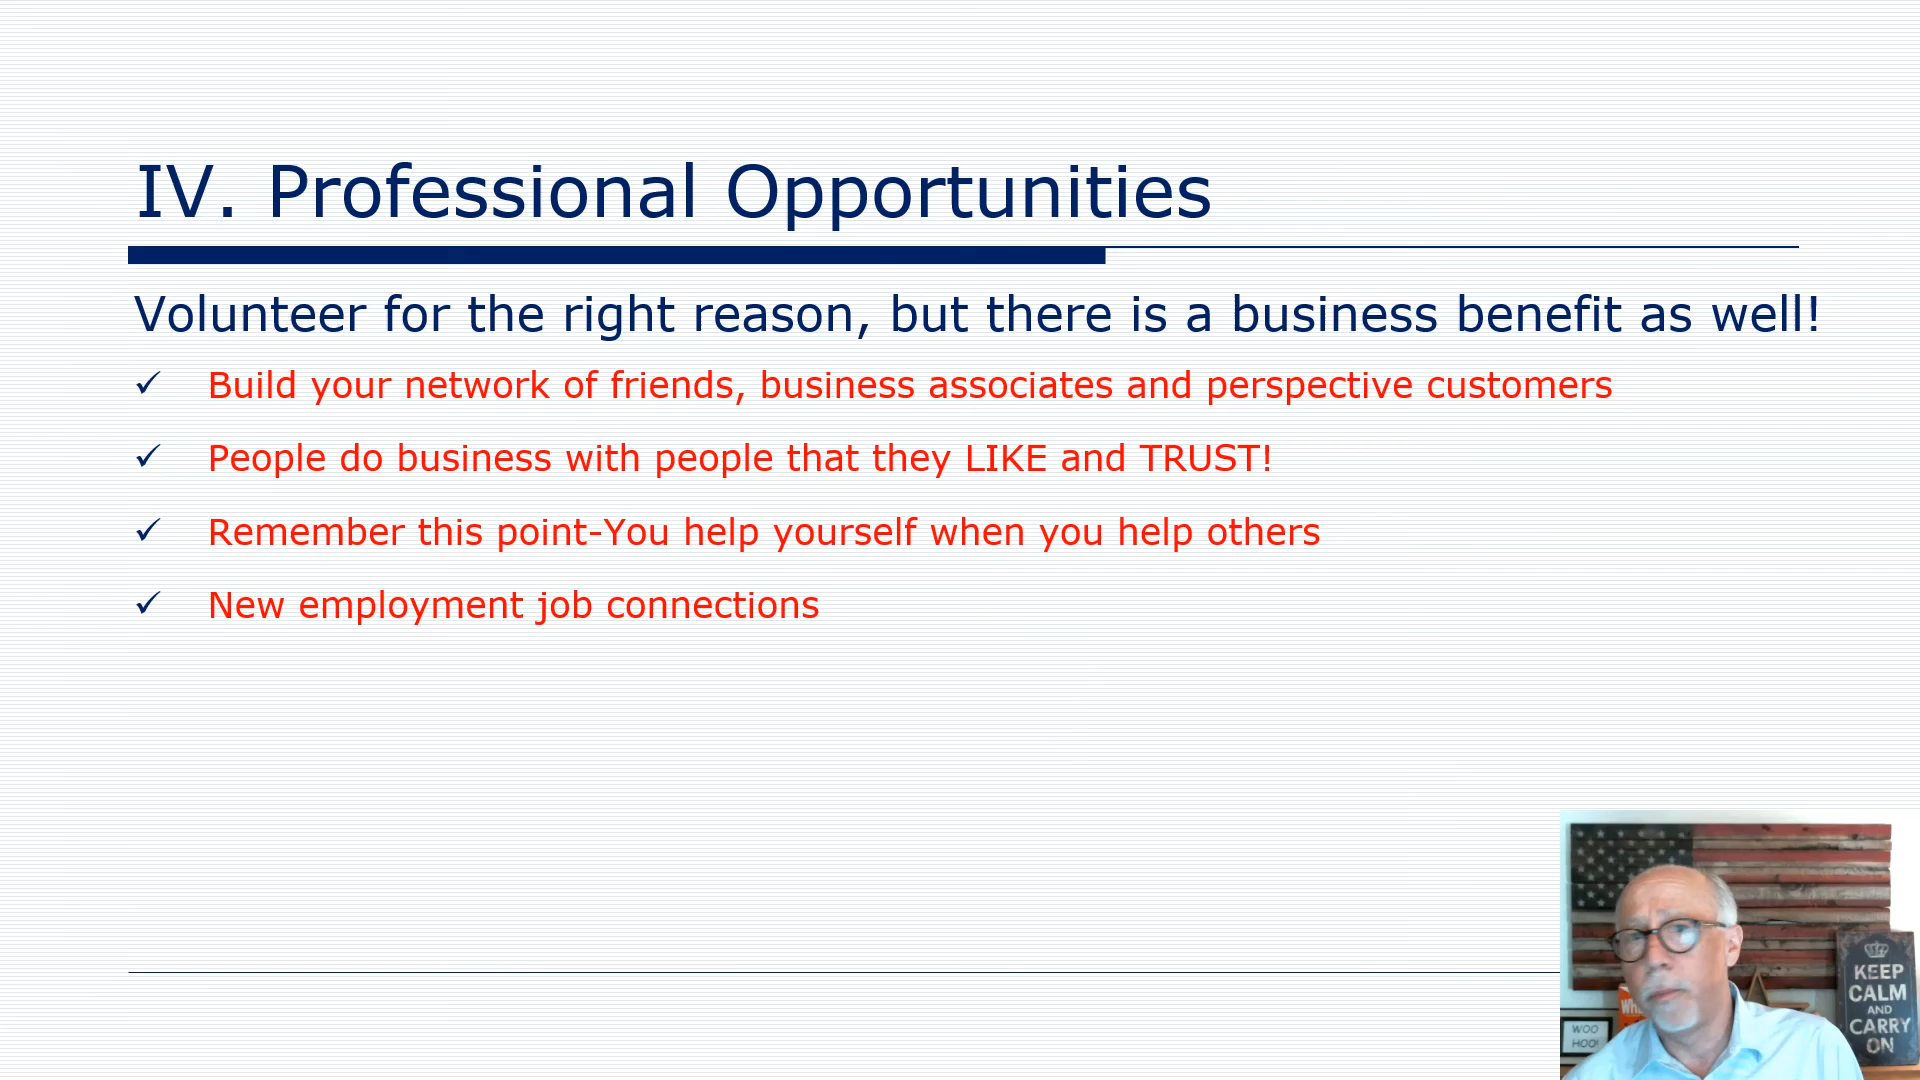 IV. Professional Opportunities
Volunteer for the right reason, but there is a business benefit as well!
✓ Build your network of friends, business associates and perspective customers
✓ People do business with people that they LIKE and TRUST!
✓ Remember this point-You help yourself when you help others
✓ New employment job connections
KEEP
CALM
AND
CARRY
ON
WOO
HOO!